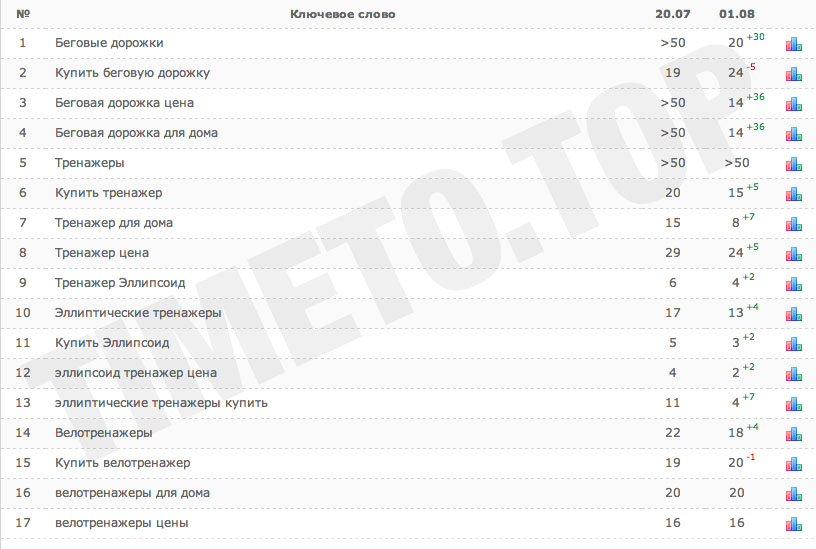 № Ключевое слово 20.07 01.08
1 Беговые дорожки >50 20 +30
2 Купить беговую дорожку 19 24 -5
3 Беговая дорожка цена >50 14 +36
4 Беговая дорожка для дома >50 14 +36
5 Тренажеры >50 >50
6 Купить тренажер 20 15 +5
7 Тренажер для дома 15 8 +7
8 Тренажер цена 29 24 +5
9 Тренажер Эллипсоид 6 4 +2
10 Эллиптические тренажеры 17 13 +4
11 Купить Эллипсоид 5 3 +2
12 эллипсоид тренажер цена 4 2 +2
13 эллиптические тренажеры купить 11 4 +7
14 Велотренажеры 22 18 +4
15 Купить велотренажер 19 20 -1
16 велотренажеры для дома 20 20
17 велотренажеры цены 16 16
TIMETO.TOP